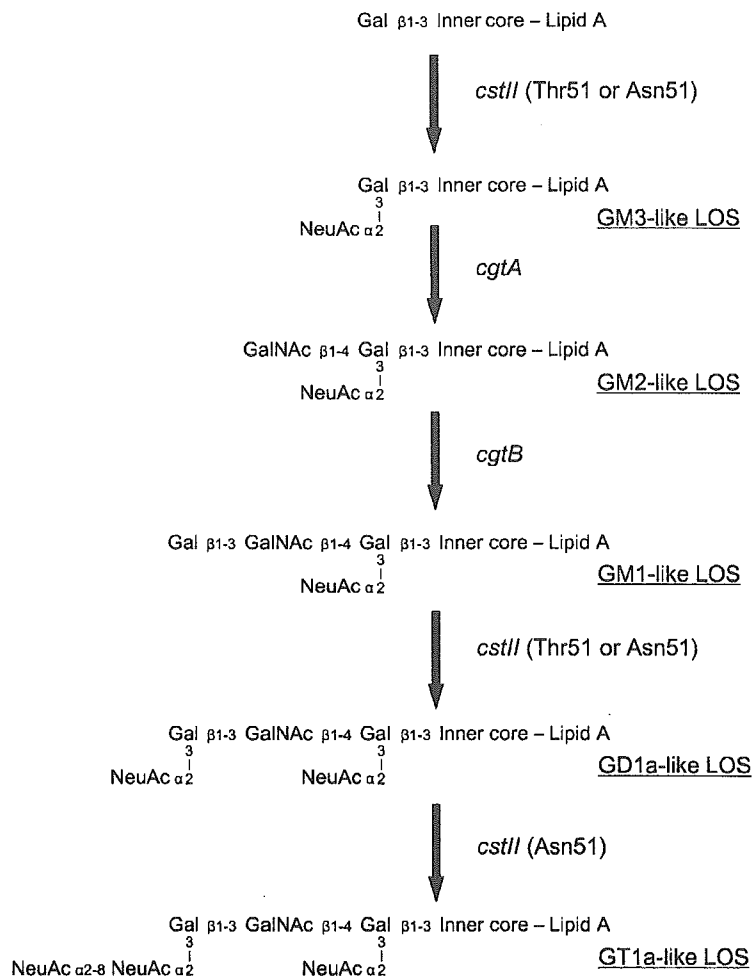 Gal β1-3 Inner core – Lipid A
cstII (Thr51 or Asn51)
Gal β1-3 Inner core – Lipid A
3
NeuAc α2
GM3-like LOS
cgtA
GalNAc β1-4 Gal β1-3 Inner core – Lipid A
3
NeuAc α2
GM2-like LOS
cgtB
Gal β1-3 GalNAc β1-4 Gal β1-3 Inner core – Lipid A
3
NeuAc α2
GM1-like LOS
cstII (Thr51 or Asn51)
Gal β1-3 GalNAc β1-4 Gal β1-3 Inner core – Lipid A
3 3
NeuAc α2 NeuAc α2
GD1a-like LOS
cstII (Asn51)
Gal β1-3 GalNAc β1-4 Gal β1-3 Inner core – Lipid A
3 3
NeuAc α2-8 NeuAc α2 NeuAc α2
GT1a-like LOS